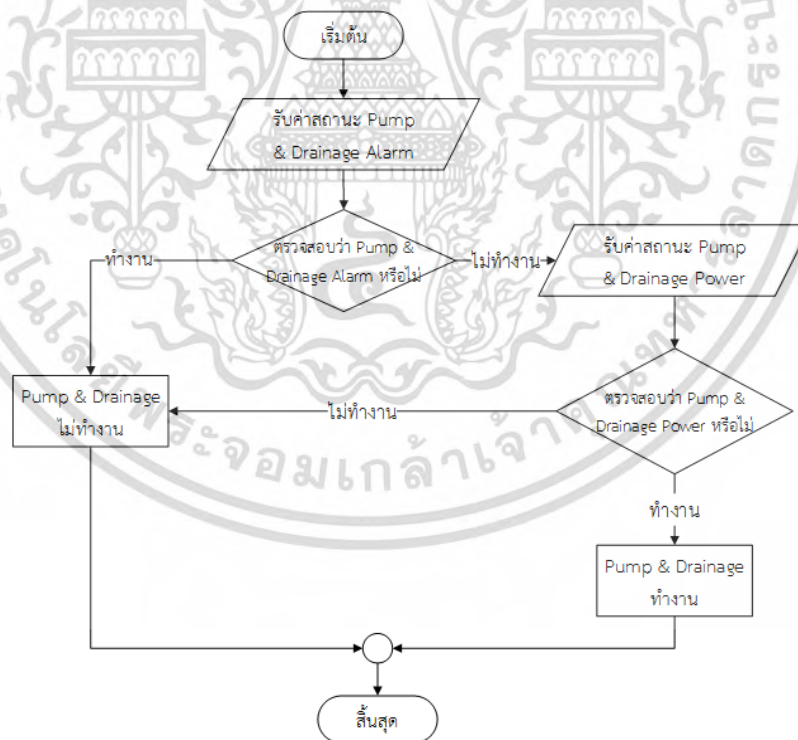 เริ่มต้น
รับค่าสถานะ Pump
& Drainage Alarm
ตรวจสอบว่า Pump &
Drainage Alarm หรือไม่
ทำงาน
ไม่ทำงาน
รับค่าสถานะ Pump
& Drainage Power
ตรวจสอบว่า Pump &
Drainage Power หรือไม่
ไม่ทำงาน
Pump & Drainage
ไม่ทำงาน
ทำงาน
Pump & Drainage
ทำงาน
สิ้นสุด